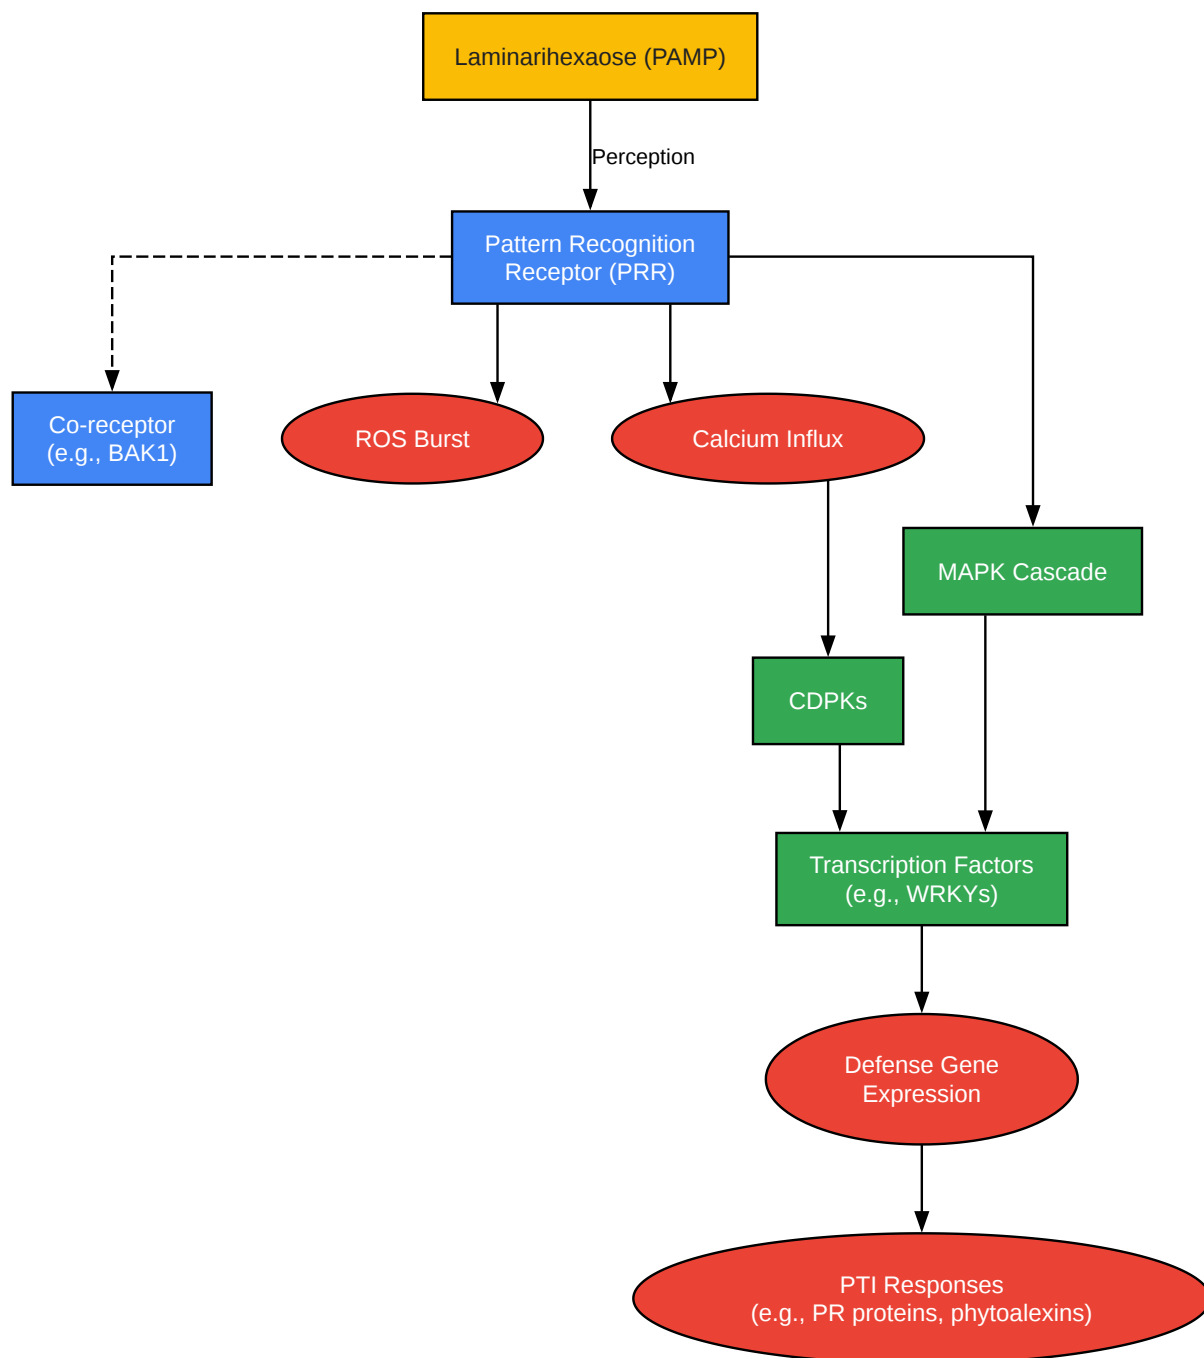 Laminarihexaose (PAMP)
Perception
Pattern Recognition
Receptor (PRR)
Co-receptor
(e.g., BAK1)
ROS Burst
Calcium Influx
MAPK Cascade
CDPKs
Transcription Factors
(e.g., WRKYs)
Defense Gene
Expression
PTI Responses
(e.g., PR proteins, phytoalexins)